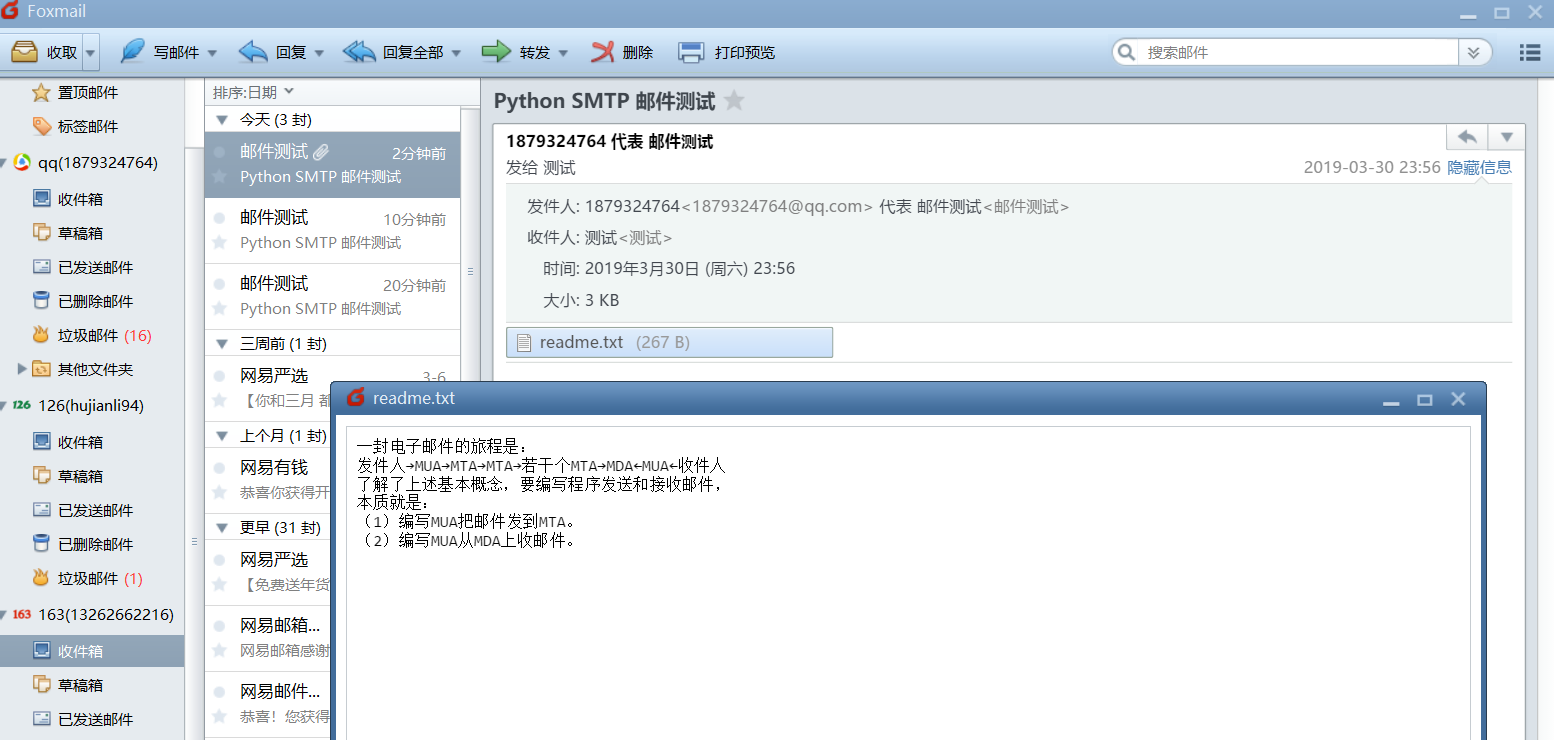 Foxmail
收取
写邮件
回复
回复全部
转发
删除
打印预览
搜索邮件
置顶邮件
标签邮件
qq(1879324764)
收件箱
草稿箱
已发送邮件
已删除邮件
垃圾邮件 (16)
其他文件夹
126 126(hujianli94)
收件箱
草稿箱
已发送邮件
已删除邮件
垃圾邮件 (1)
163 163(13262662216)
收件箱
草稿箱
已发送邮件
排序:日期
今天 (3 封)
邮件测试 2分钟前
Python SMTP 邮件测试
邮件测试 10分钟前
Python SMTP 邮件测试
邮件测试 20分钟前
Python SMTP 邮件测试
三周前 (1 封)
网易严选 3-6
【你和三月 都
上个月 (1 封)
网易有钱
恭喜你获得开
更早 (31 封)
网易严选
【免费送年货
网易邮箱...
网易邮箱感谢
网易邮件...
恭喜！您获得
Python SMTP 邮件测试
1879324764 代表 邮件测试
发给 测试 2019-03-30 23:56 隐藏信息
发件人: 1879324764<1879324764@qq.com> 代表 邮件测试<邮件测试>
收件人: 测试<测试>
时间: 2019年3月30日 (周六) 23:56
大小: 3 KB
readme.txt (267 B)
readme.txt
一封电子邮件的旅程是：
发件人→MUA→MTA→MTA→若干个MTA→MDA←MUA←收件人
了解了上述基本概念，要编写程序发送和接收邮件，
本质就是：
（1）编写MUA把邮件发到MTA。
（2）编写MUA从MDA上收邮件。